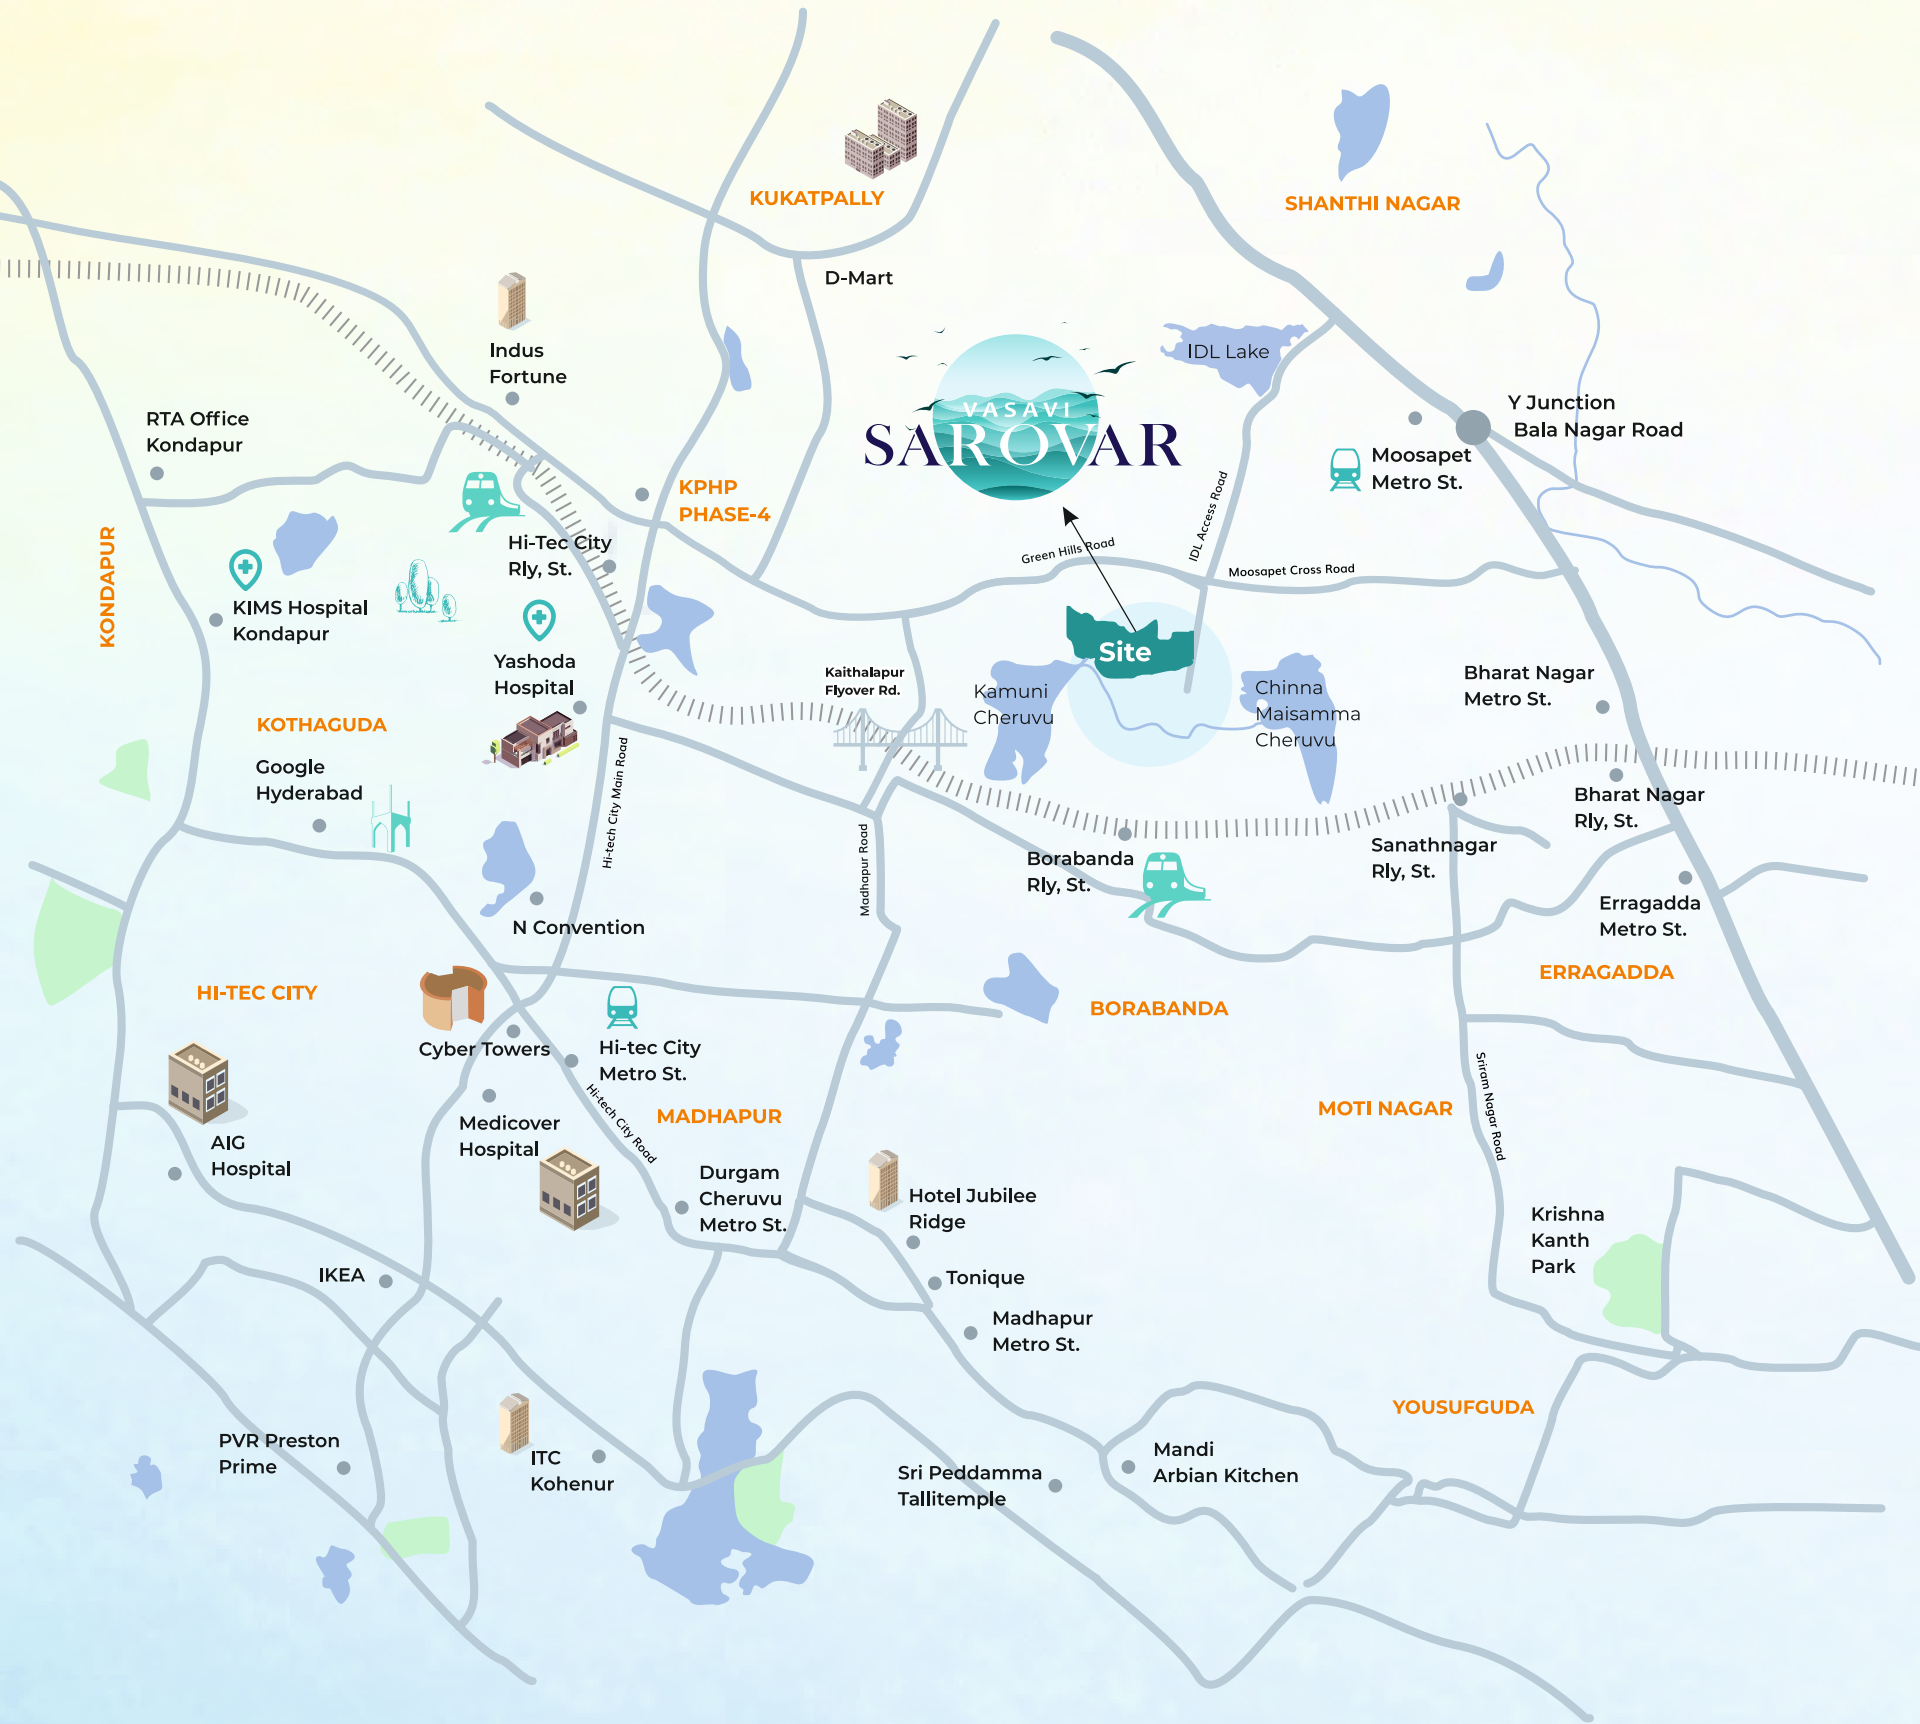 KUKATPALLY
SHANTHI NAGAR
D-Mart
Indus
Fortune
IDL Lake
VASAVI
SAROVAR
Y Junction
Bala Nagar Road
RTA Office
Kondapur
Moosapet
Metro St.
KPHP
PHASE-4
IDL Access Road
Hi-Tec City
Rly, St.
Green Hills Road
Moosapet Cross Road
KONDAPUR
KIMS Hospital
Kondapur
Yashoda
Hospital
Site
Kaithalapur
Flyover Rd.
Kamuni
Cheruvu
Chinna
Maisamma
Cheruvu
Bharat Nagar
Metro St.
KOTHAGUDA
Google
Hyderabad
Hi-tech City Main Road
Bharat Nagar
Rly, St.
Madhapur Road
Borabanda
Rly, St.
Sanathnagar
Rly, St.
N Convention
Erragadda
Metro St.
HI-TEC CITY
ERRAGADDA
BORABANDA
Cyber Towers
Hi-tec City
Metro St.
Hi-tech City Road
MADHAPUR
MOTI NAGAR
Sriram Nagar Road
Medicover
Hospital
AIG
Hospital
Durgam
Cheruvu
Metro St.
Hotel Jubilee
Ridge
Krishna
Kanth
Park
IKEA
Tonique
Madhapur
Metro St.
YOUSUFGUDA
PVR Preston
Prime
ITC
Kohenur
Sri Peddamma
Tallitemple
Mandi
Arbian Kitchen